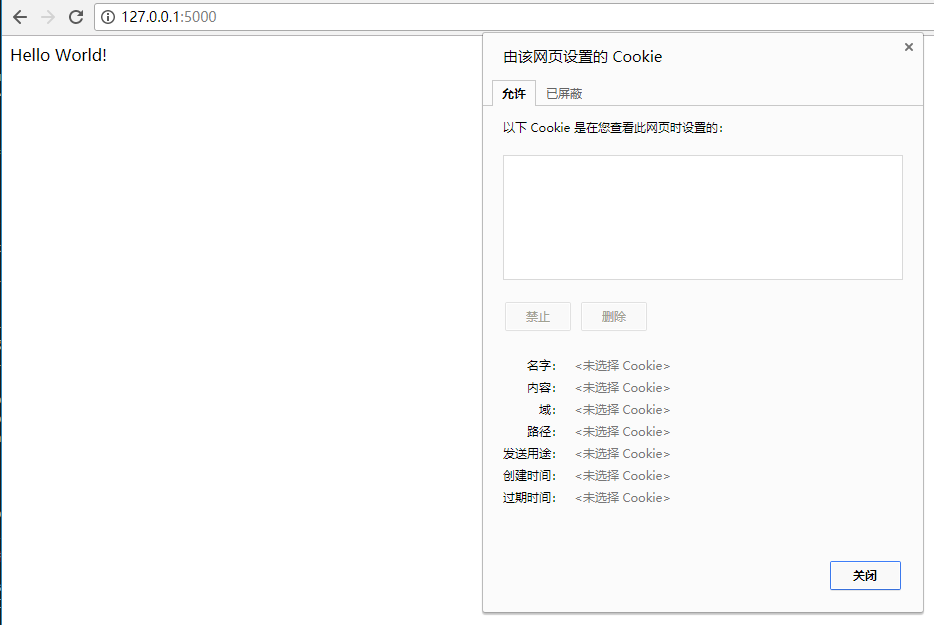 127.0.0.1:5000
Hello World!
由该网页设置的 Cookie
允许 已屏蔽
以下 Cookie 是在您查看此网页时设置的：
禁止 删除
名字： <未选择 Cookie>
内容： <未选择 Cookie>
域： <未选择 Cookie>
路径： <未选择 Cookie>
发送用途： <未选择 Cookie>
创建时间： <未选择 Cookie>
过期时间： <未选择 Cookie>
关闭